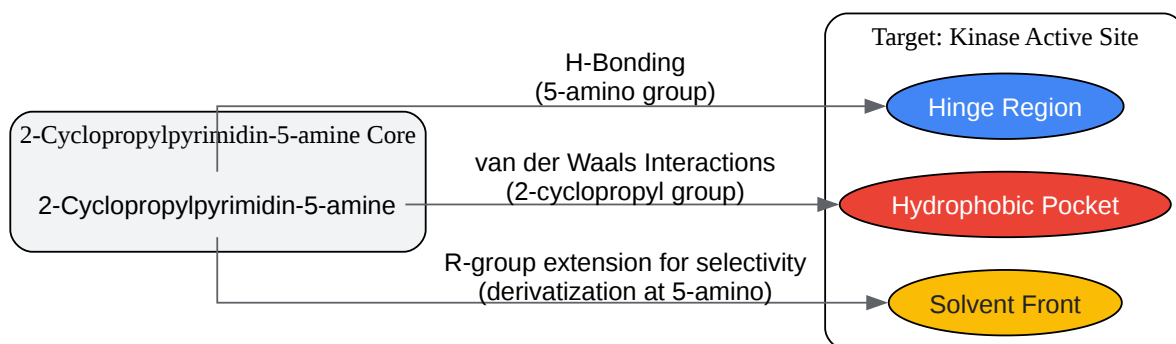 Target: Kinase Active Site
H-Bonding
(5-amino group)
Hinge Region
2-Cyclopropylpyrimidin-5-amine Core
2-Cyclopropylpyrimidin-5-amine
van der Waals Interactions
(2-cyclopropyl group)
Hydrophobic Pocket
R-group extension for selectivity
(derivatization at 5-amino)
Solvent Front